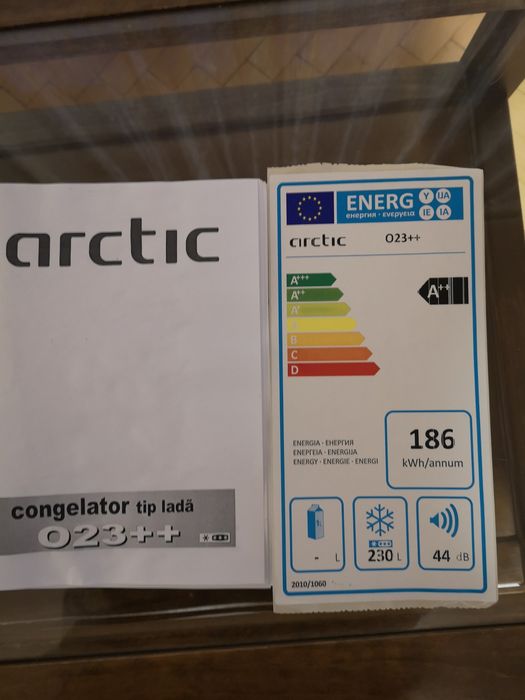 arctic
congelator tip ladă
O23++
ENERG
Y IJA
IE IA
енергия · ενεργεια
arctic O23++
A+++
A++
A++
A+
B
C
D
186
kWh/annum
ENERGIA · ЕНЕРГИЯ
ΕΝΕΡΓΕΙΑ · ENERGIJA
ENERGY · ENERGIE · ENERGI
- L
230 L
44 dB
2010/1060